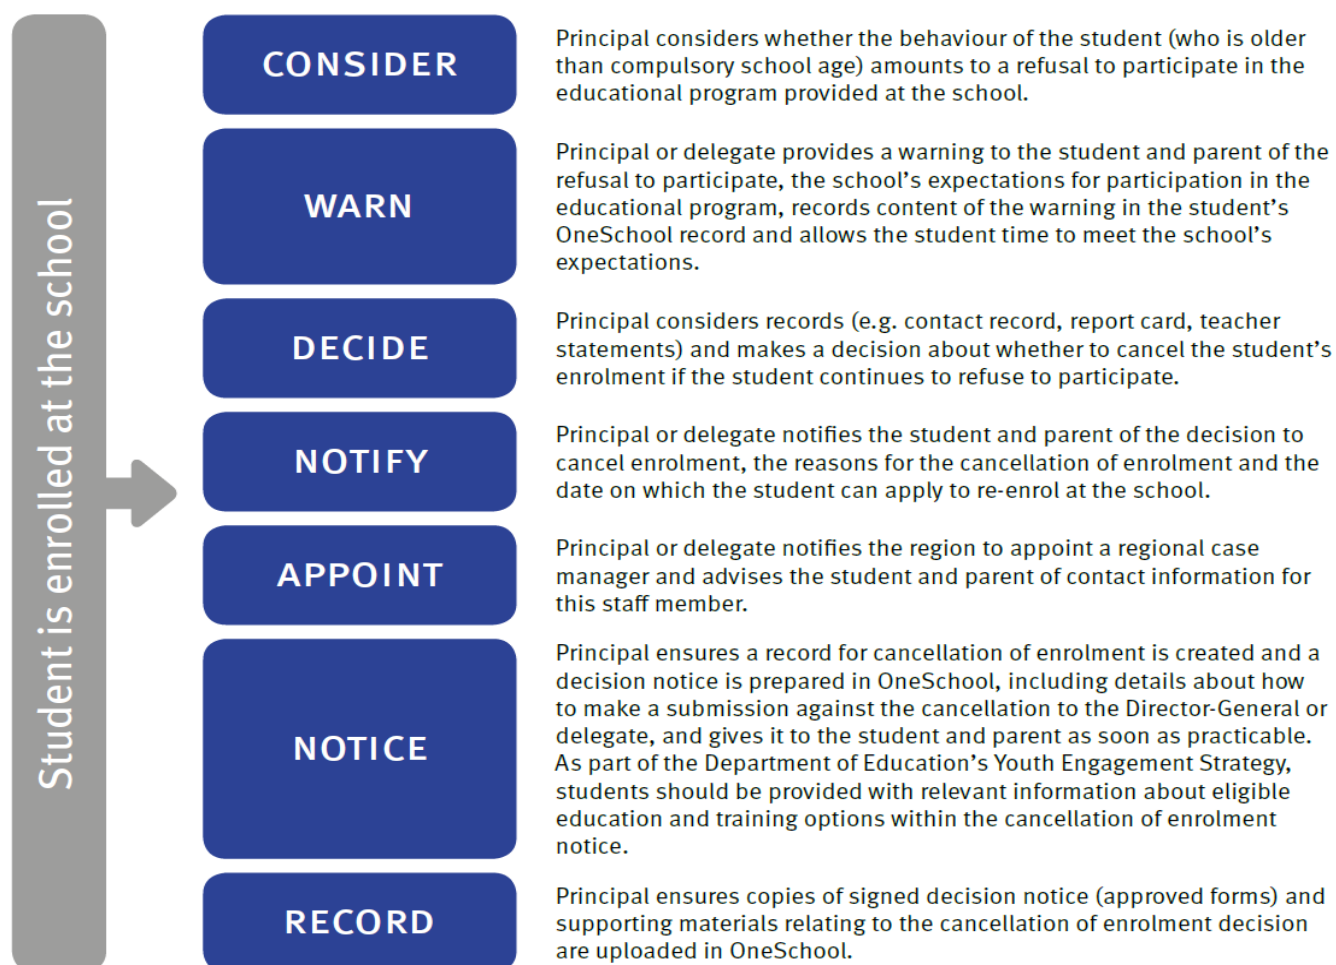 Student is enrolled at the school
CONSIDER
Principal considers whether the behaviour of the student (who is older
than compulsory school age) amounts to a refusal to participate in the
educational program provided at the school.
WARN
Principal or delegate provides a warning to the student and parent of the
refusal to participate, the school’s expectations for participation in the
educational program, records content of the warning in the student’s
OneSchool record and allows the student time to meet the school’s
expectations.
DECIDE
Principal considers records (e.g. contact record, report card, teacher
statements) and makes a decision about whether to cancel the student’s
enrolment if the student continues to refuse to participate.
NOTIFY
Principal or delegate notifies the student and parent of the decision to
cancel enrolment, the reasons for the cancellation of enrolment and the
date on which the student can apply to re-enrol at the school.
APPOINT
Principal or delegate notifies the region to appoint a regional case
manager and advises the student and parent of contact information for
this staff member.
NOTICE
Principal ensures a record for cancellation of enrolment is created and a
decision notice is prepared in OneSchool, including details about how
to make a submission against the cancellation to the Director-General or
delegate, and gives it to the student and parent as soon as practicable.
As part of the Department of Education’s Youth Engagement Strategy,
students should be provided with relevant information about eligible
education and training options within the cancellation of enrolment
notice.
RECORD
Principal ensures copies of signed decision notice (approved forms) and
supporting materials relating to the cancellation of enrolment decision
are uploaded in OneSchool.